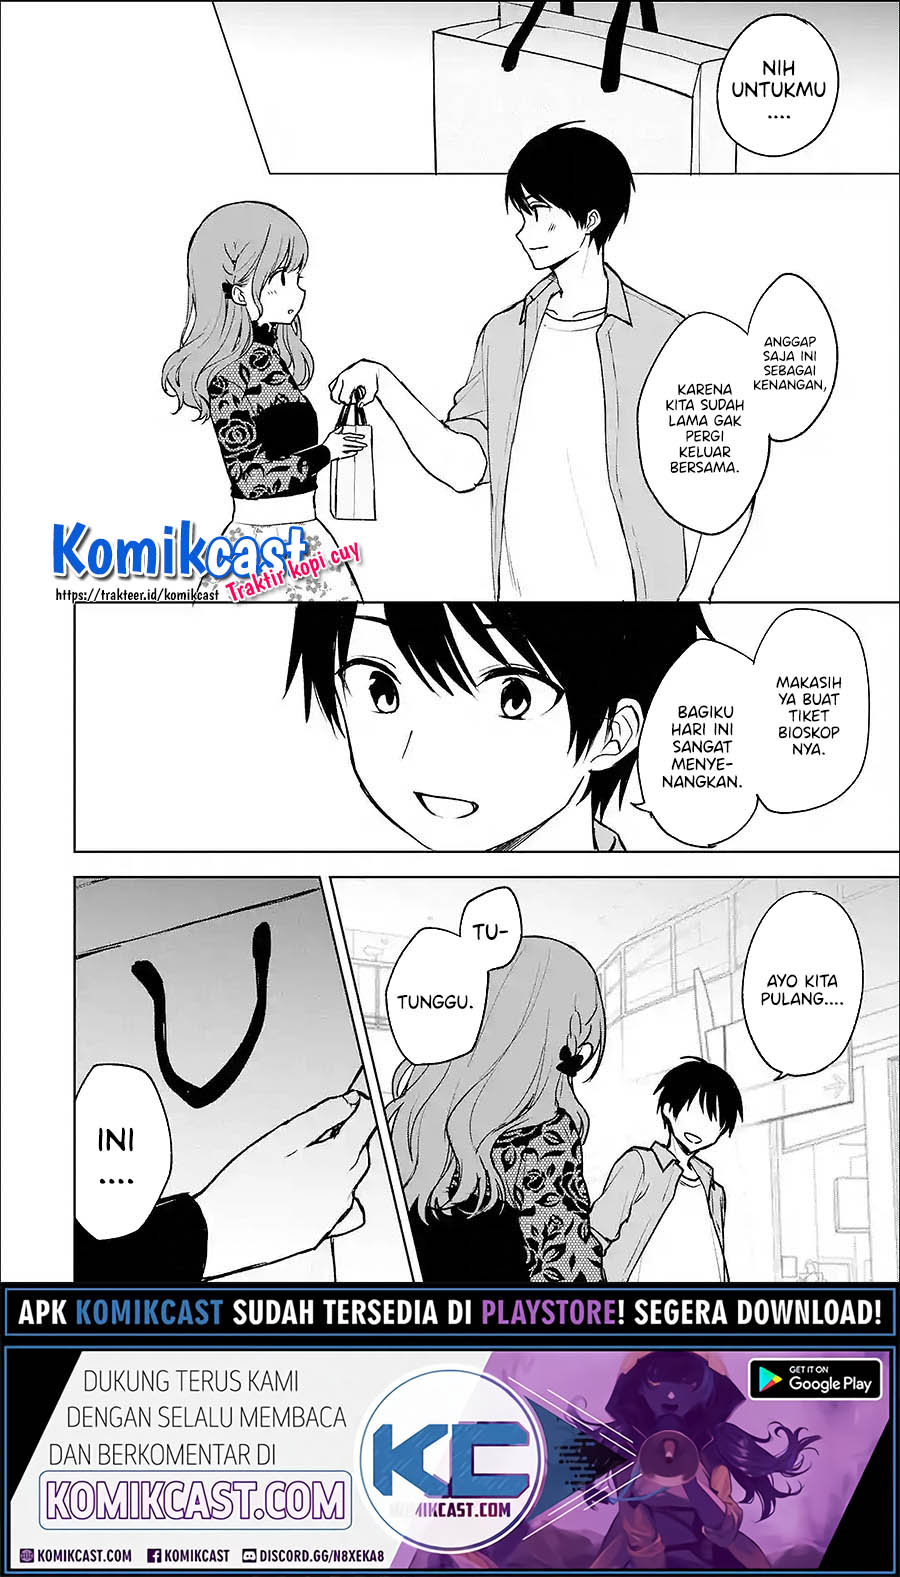 NIH
UNTUKMU
....
ANGGAP
SAJA INI
SEBAGAI
KENANGAN,
KARENA
KITA SUDAH
LAMA GAK
PERGI
KELUAR
BERSAMA.
Komikcast
Traktir kopi cuy
https://trakteer.id/komikcast
MAKASIH
YA BUAT
TIKET
BIOSKOP
NYA.
BAGIKU
HARI INI
SANGAT
MENYE-
NANGKAN.
AYO KITA
PULANG....
TU-
TUNGGU.
INI
....
APK KOMIKCAST SUDAH TERSEDIA DI PLAYSTORE! SEGERA DOWNLOAD!
DUKUNG TERUS KAMI
DENGAN SELALU MEMBACA
DAN BERKOMENTAR DI
KOMIKCAST.COM
KOMIKCAST.COM KOMIKCAST DISCORD.GG/N8XEKA8
KC
KOMIKCAST.COM
GET IT ON
Google Play